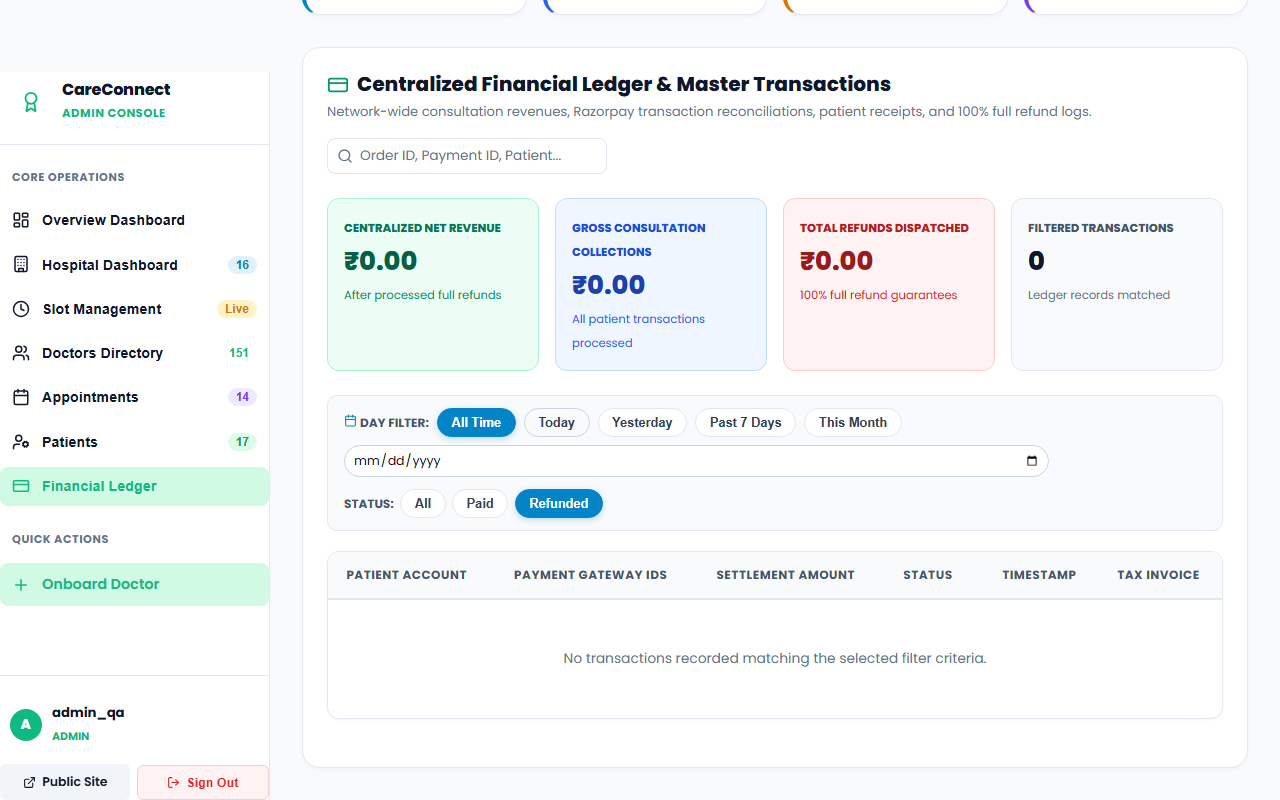 CareConnect
ADMIN CONSOLE
CORE OPERATIONS
Overview Dashboard
Hospital Dashboard 16
Slot Management Live
Doctors Directory 151
Appointments 14
Patients 17
Financial Ledger
QUICK ACTIONS
Onboard Doctor
A
admin_qa
ADMIN
Public Site
Sign Out
Centralized Financial Ledger & Master Transactions
Network-wide consultation revenues, Razorpay transaction reconciliations, patient receipts, and 100% full refund logs.
Order ID, Payment ID, Patient...
CENTRALIZED NET REVENUE
₹0.00
After processed full refunds
GROSS CONSULTATION
COLLECTIONS
₹0.00
All patient transactions
processed
TOTAL REFUNDS DISPATCHED
₹0.00
100% full refund guarantees
FILTERED TRANSACTIONS
0
Ledger records matched
DAY FILTER: All Time Today Yesterday Past 7 Days This Month
mm/dd/yyyy
STATUS: All Paid Refunded
PATIENT ACCOUNT PAYMENT GATEWAY IDS SETTLEMENT AMOUNT STATUS TIMESTAMP TAX INVOICE
No transactions recorded matching the selected filter criteria.